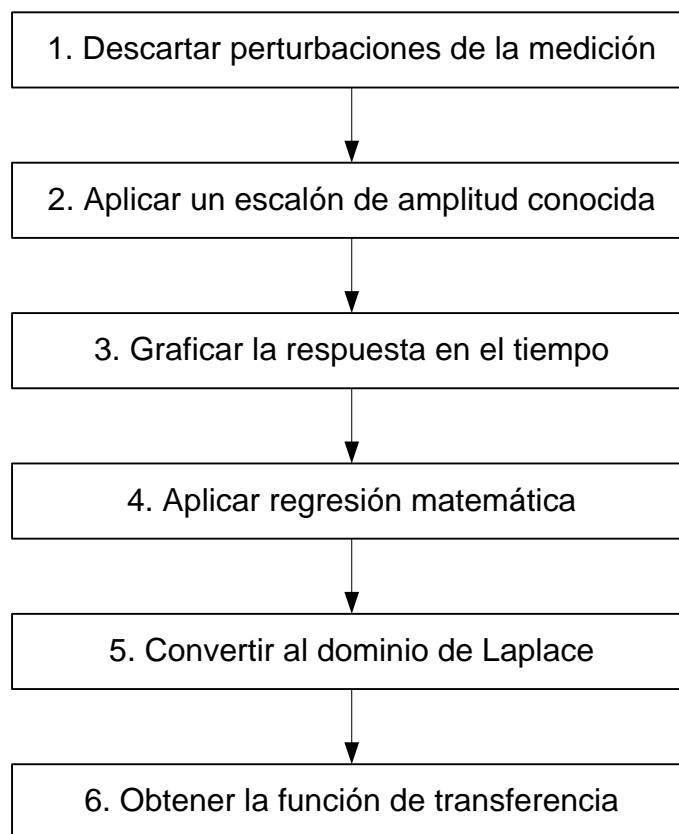 1. Descartar perturbaciones de la medición
2. Aplicar un escalón de amplitud conocida
3. Graficar la respuesta en el tiempo
4. Aplicar regresión matemática
5. Convertir al dominio de Laplace
6. Obtener la función de transferencia